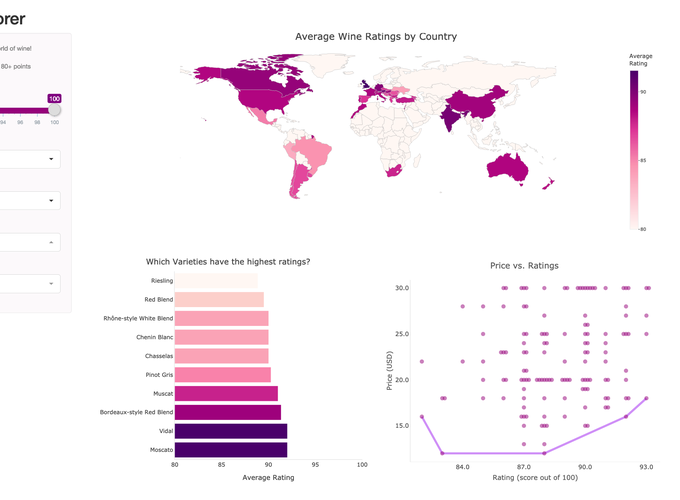 orer
orld of wine!
80+ points
100
94 96 98 100
Average Wine Ratings by Country
Average
Rating
90
85
80
Which Varieties have the highest ratings?
Riesling
Red Blend
Rhône-style White Blend
Chenin Blanc
Chasselas
Pinot Gris
Muscat
Bordeaux-style Red Blend
Vidal
Moscato
80 85 90 95 100
Average Rating
Price vs. Ratings
30.0
25.0
20.0
15.0
Price (USD)
84.0 87.0 90.0 93.0
Rating (score out of 100)